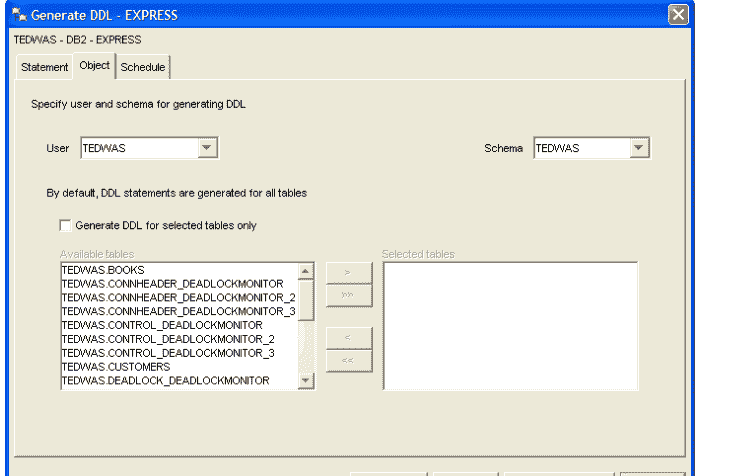 Generate DDL - EXPRESS
TEDWAS - DB2 - EXPRESS
Statement Object Schedule
Specify user and schema for generating DDL
User TEDWAS Schema TEDWAS
By default, DDL statements are generated for all tables
Generate DDL for selected tables only
Available tables Selected tables
TEDWAS.BOOKS
>
TEDWAS.CONNHEADER_DEADLOCKMONITOR
TEDWAS.CONNHEADER_DEADLOCKMONITOR_2
>>
TEDWAS.CONNHEADER_DEADLOCKMONITOR_3
TEDWAS.CONTROL_DEADLOCKMONITOR
TEDWAS.CONTROL_DEADLOCKMONITOR_2
<
TEDWAS.CONTROL_DEADLOCKMONITOR_3
<<
TEDWAS.CUSTOMERS
TEDWAS.DEADLOCK_DEADLOCKMONITOR